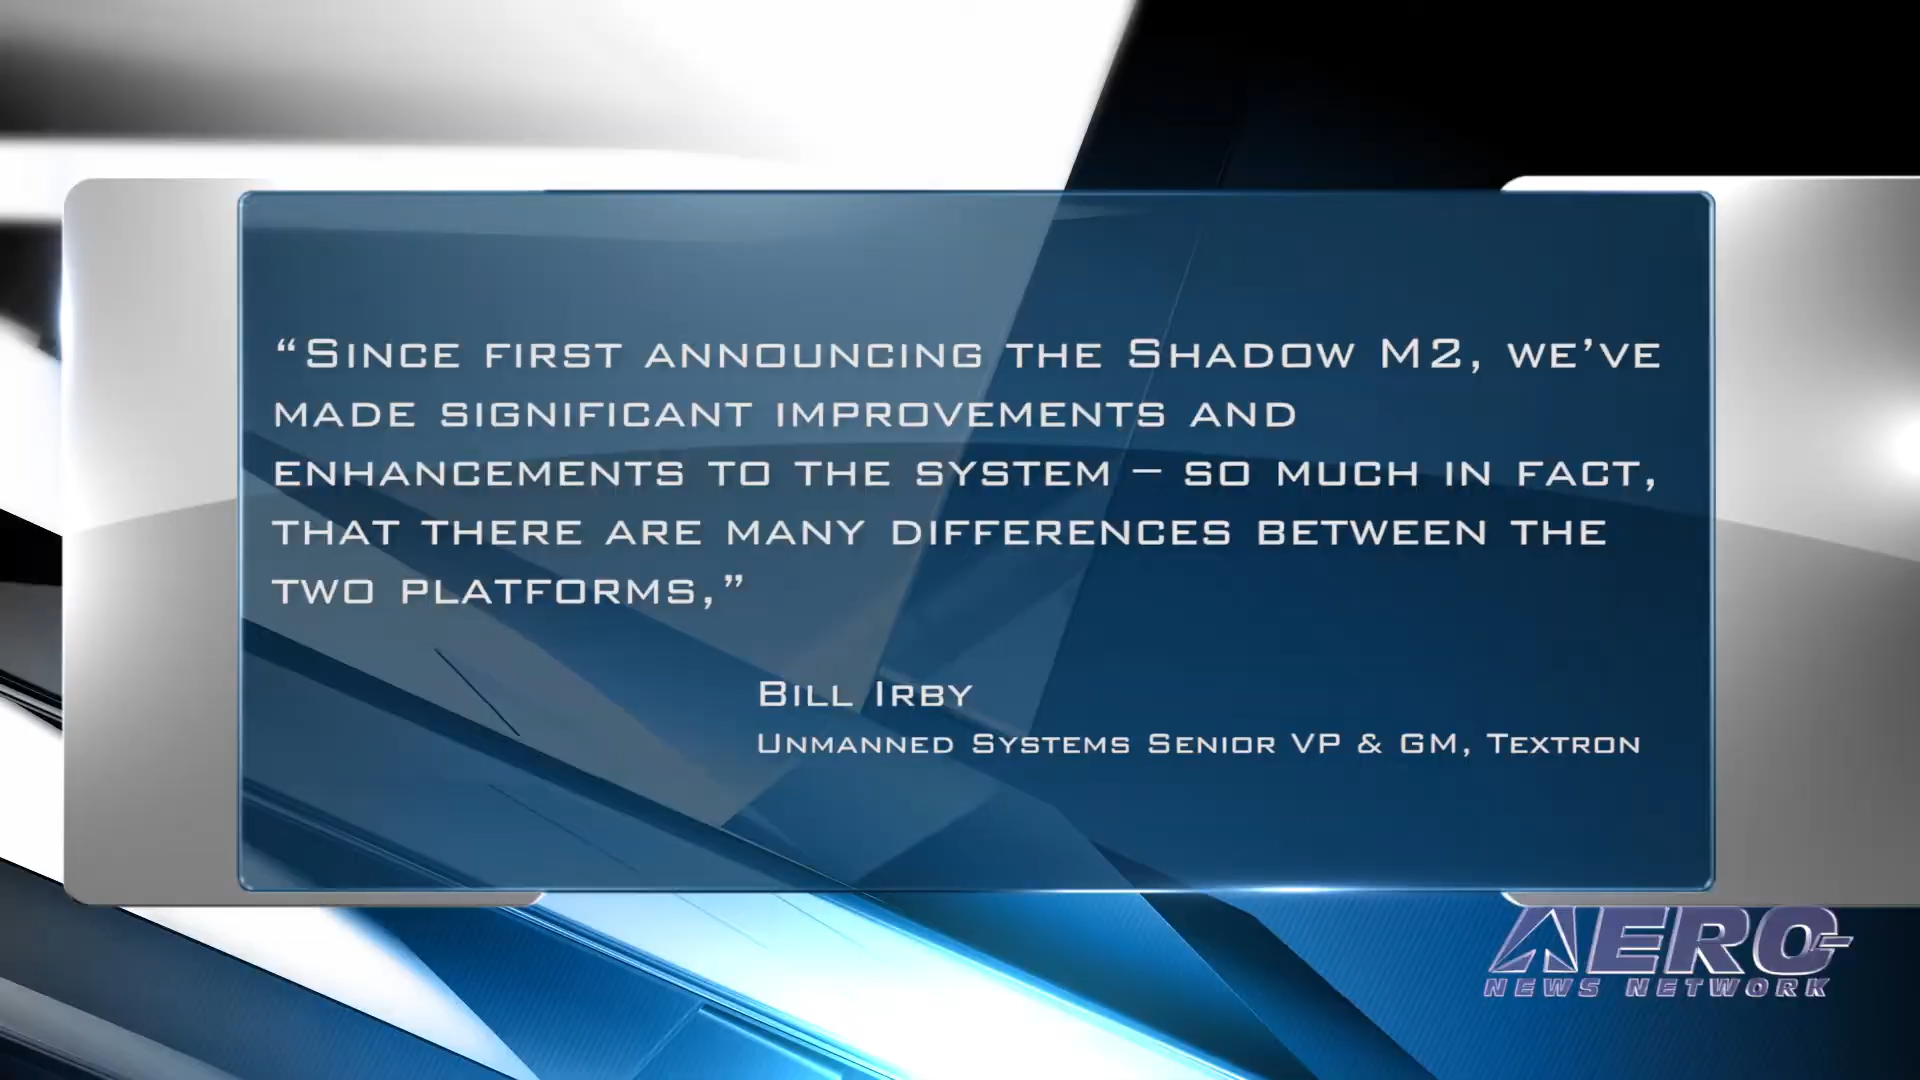 “Since first announcing the Shadow M2, we’ve
made significant improvements and
enhancements to the system – so much in fact,
that there are many differences between the
two platforms,”
Bill Irby
Unmanned Systems Senior VP & GM, Textron
AERO-
NEWS NETWORK